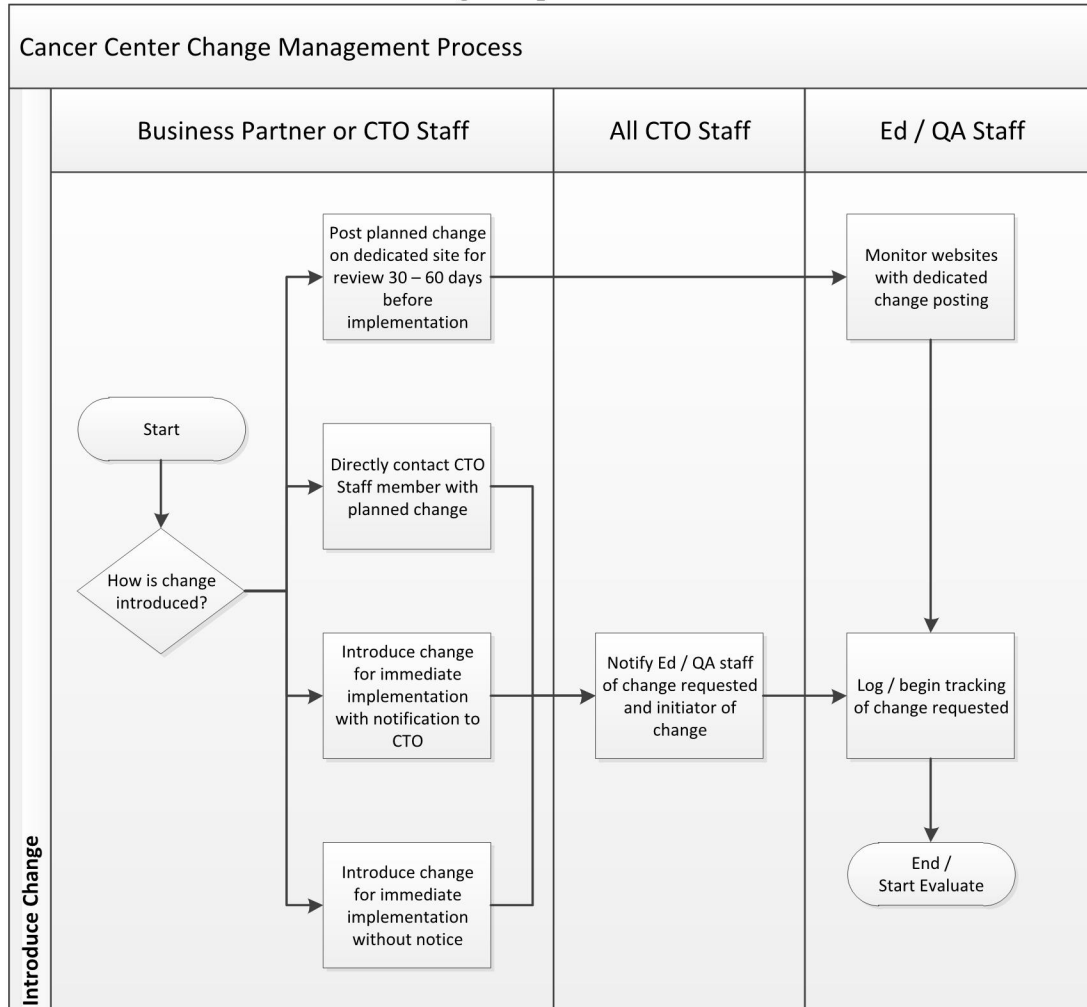 Cancer Center Change Management Process
Business Partner or CTO Staff
All CTO Staff
Ed / QA Staff
Post planned change
on dedicated site for
review 30 – 60 days
before
implementation
Monitor websites
with dedicated
change posting
Start
Directly contact CTO
Staff member with
planned change
How is change
introduced?
Introduce change
for immediate
implementation
with notification to
CTO
Notify Ed / QA staff
of change requested
and initiator of
change
Log / begin tracking
of change requested
Introduce change
for immediate
implementation
without notice
End /
Start Evaluate
Introduce Change